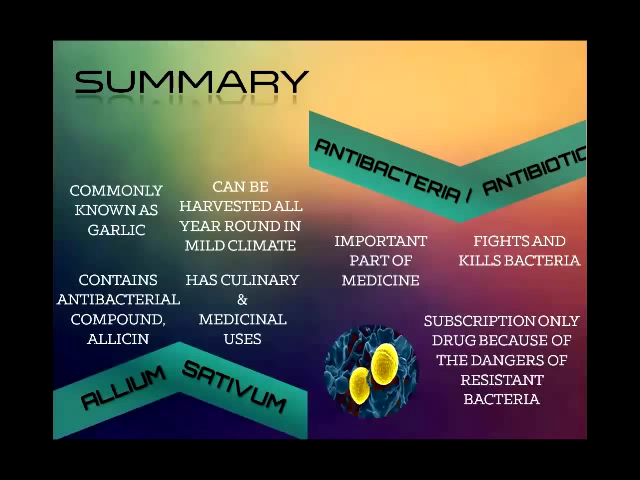 SUMMARY
COMMONLY
KNOWN AS
GARLIC
CAN BE
HARVESTED ALL
YEAR ROUND IN
MILD CLIMATE
CONTAINS
ANTIBACTERIAL
COMPOUND,
ALLICIN
HAS CULINARY
&
MEDICINAL
USES
ALLIUM SATIVUM
ANTIBACTERIA / ANTIBIOTIC
IMPORTANT
PART OF
MEDICINE
FIGHTS AND
KILLS BACTERIA
SUBSCRIPTION ONLY
DRUG BECAUSE OF
THE DANGERS OF
RESISTANT
BACTERIA